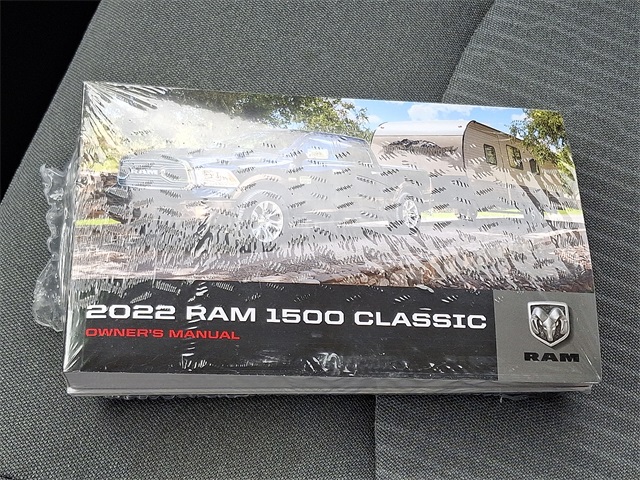 2022 RAM 1500 CLASSIC
OWNER'S MANUAL
RAM